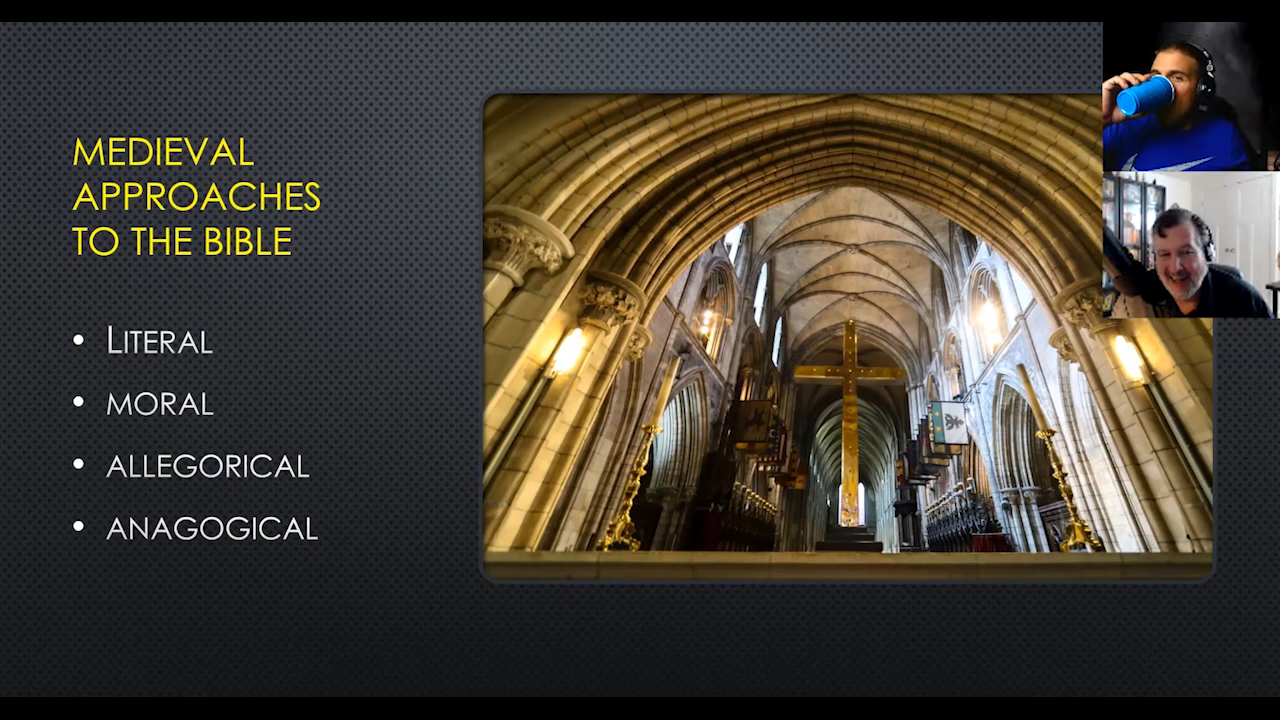 MEDIEVAL
APPROACHES
TO THE BIBLE
• LITERAL
• MORAL
• ALLEGORICAL
• ANAGOGICAL